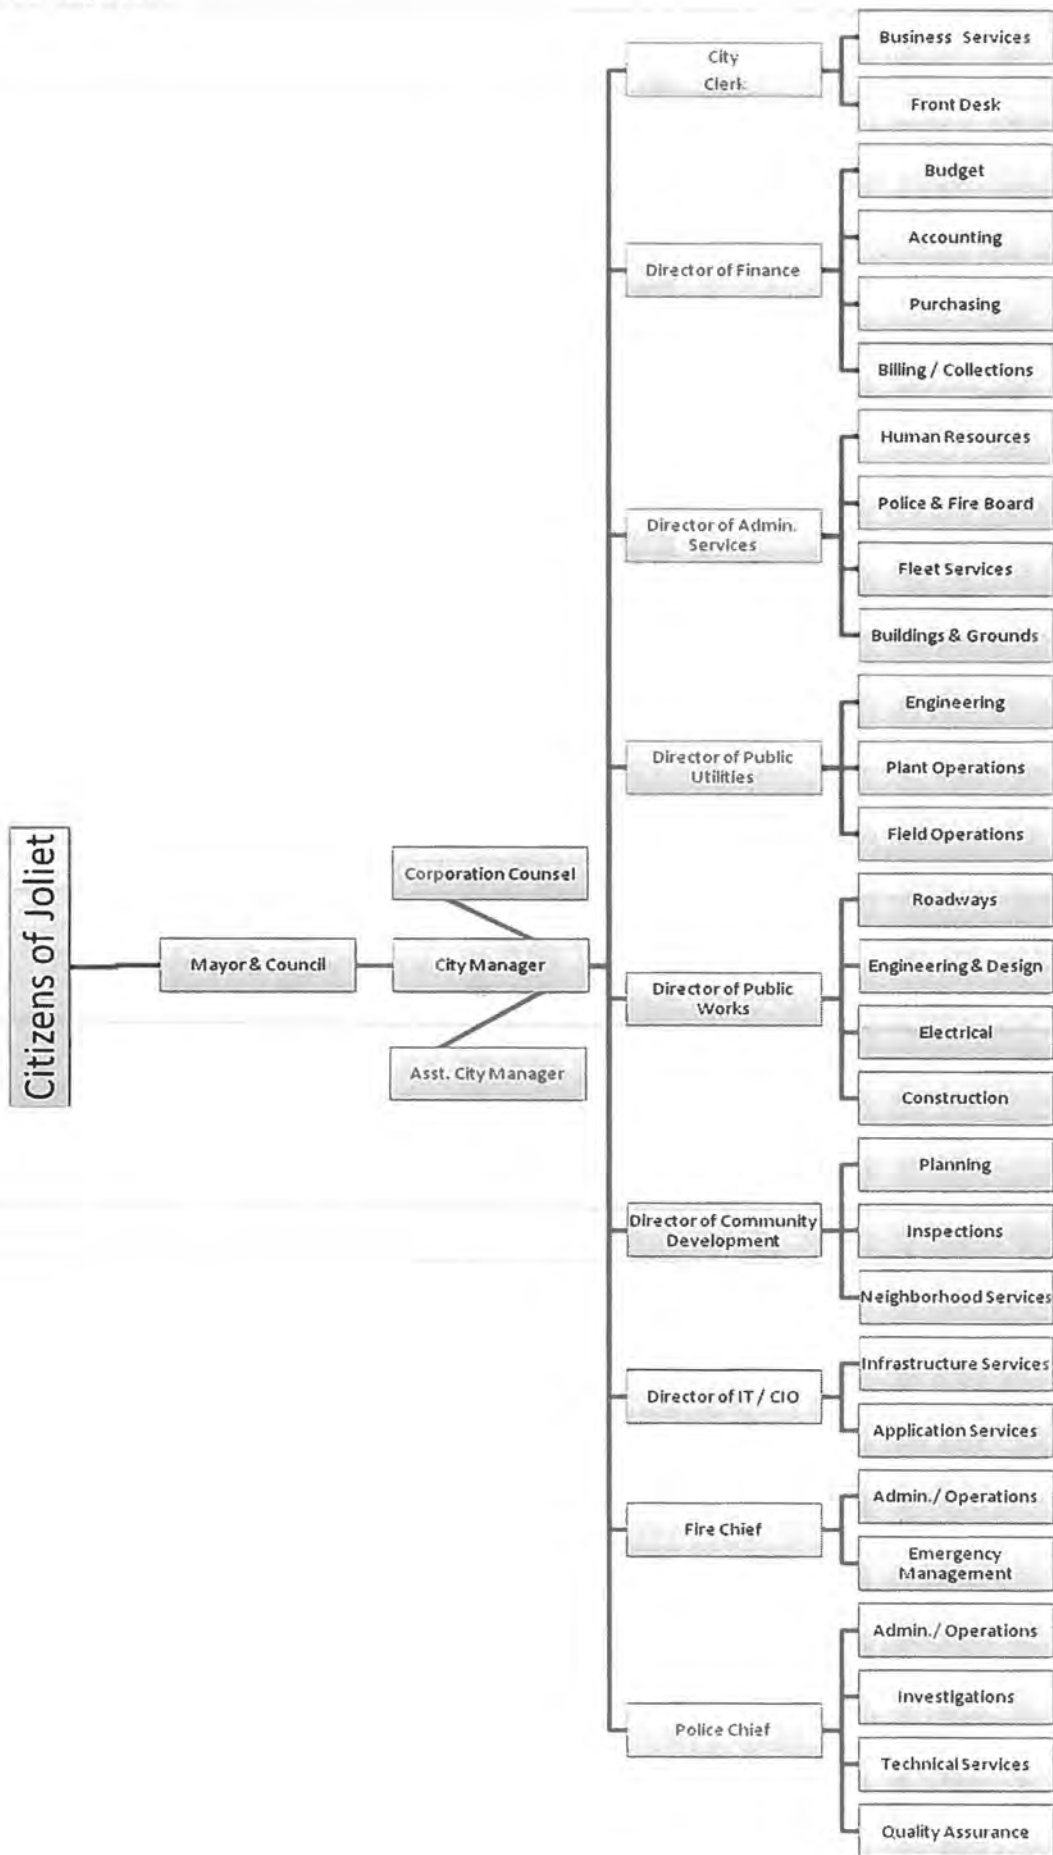 Citizens of Joliet
Mayor & Council
Corporation Counsel
City Manager
Asst. City Manager
City
Clerk
Business Services
Front Desk
Director of Finance
Budget
Accounting
Purchasing
Billing / Collections
Director of Admin.
Services
Human Resources
Police & Fire Board
Fleet Services
Buildings & Grounds
Director of Public
Utilities
Engineering
Plant Operations
Field Operations
Director of Public
Works
Roadways
Engineering & Design
Electrical
Construction
Director of Community
Development
Planning
Inspections
Neighborhood Services
Director of IT / CIO
Infrastructure Services
Application Services
Fire Chief
Admin./ Operations
Emergency
Management
Police Chief
Admin./ Operations
Investigations
Technical Services
Quality Assurance